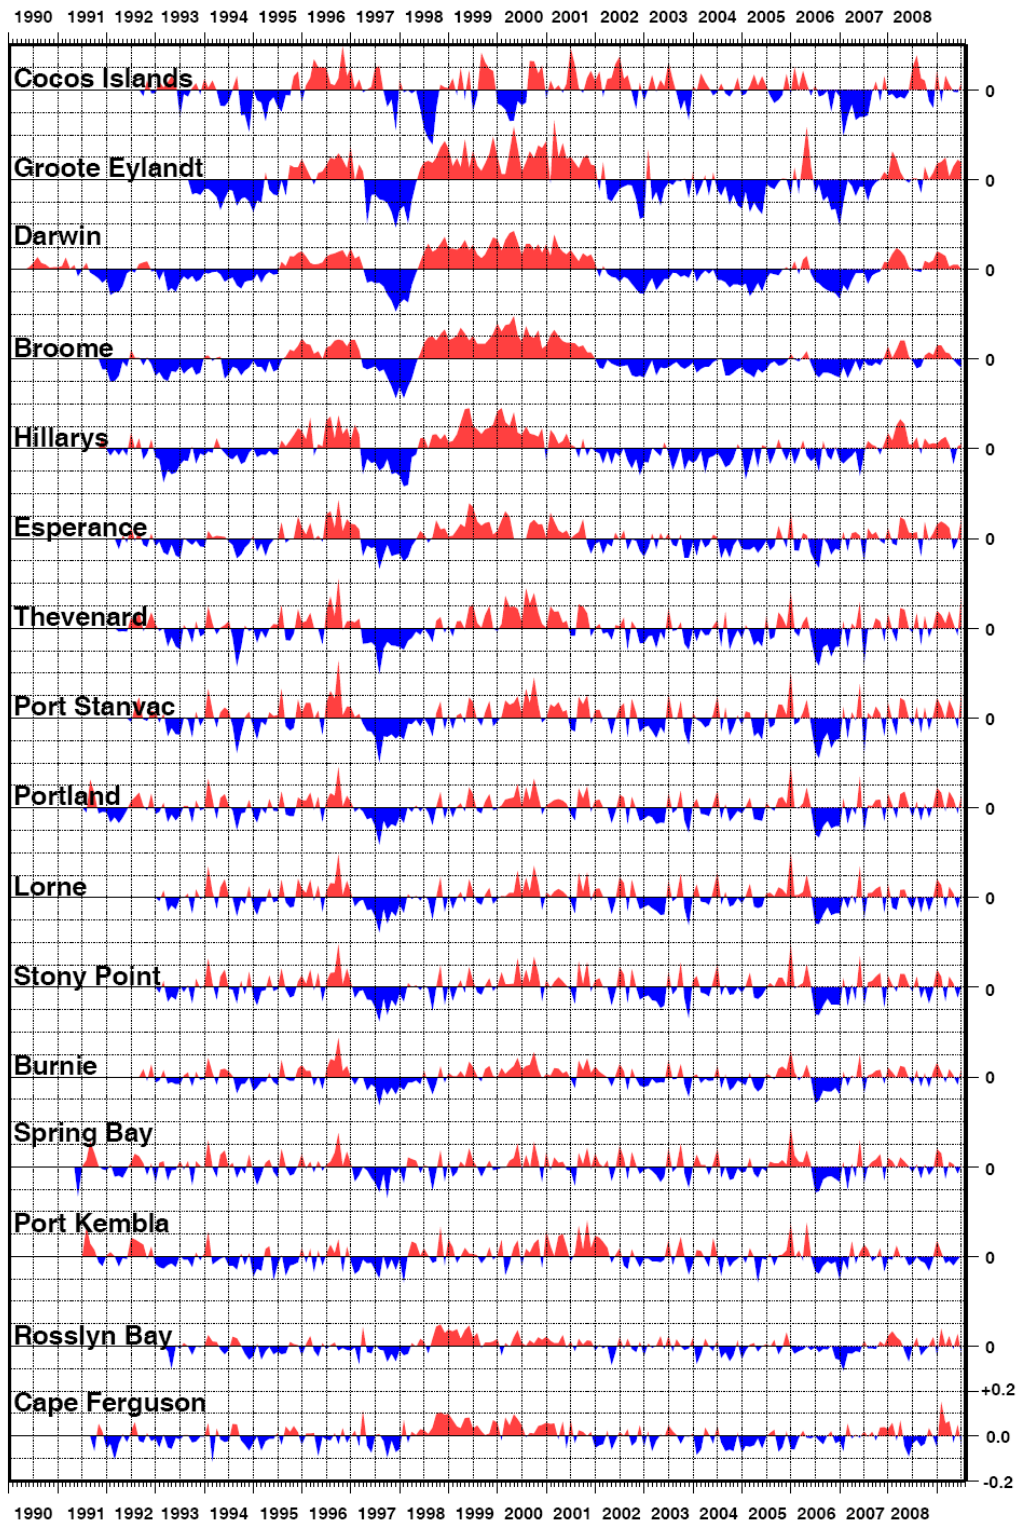 1990 1991 1992 1993 1994 1995 1996 1997 1998 1999 2000 2001 2002 2003 2004 2005 2006 2007 2008
Cocos Islands 0
Groote Eylandt 0
Darwin 0
Broome 0
Hillarys 0
Esperance 0
Thevenard 0
Port Stanvac 0
Portland 0
Lorne 0
Stony Point 0
Burnie 0
Spring Bay 0
Port Kembla 0
Rosslyn Bay 0
+0.2
Cape Ferguson
0.0
-0.2
1990 1991 1992 1993 1994 1995 1996 1997 1998 1999 2000 2001 2002 2003 2004 2005 2006 2007 2008